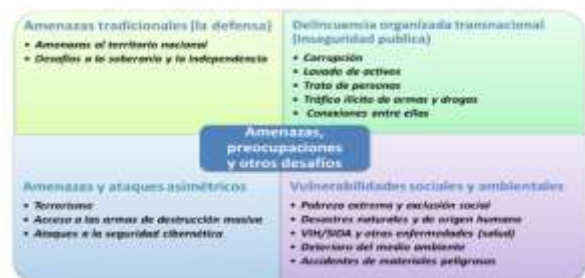 Amenazas tradicionales (la defensa)
• Amenazas al territorio nacional
• Desafíos a la soberanía y la independencia
Delincuencia organizada transnacional
(Inseguridad publica)
• Corrupción
• Lavado de activos
• Trata de personas
• Tráfico ilícito de armas y drogas
• Conexiones entre ellas
Amenazas,
preocupaciones
y otros desafíos
Amenazas y ataques asimétricos
• Terrorismo
• Acceso a las armas de destrucción masiva
• Ataques a la seguridad cibernética
Vulnerabilidades sociales y ambientales
• Pobreza extrema y exclusión social
• Desastres naturales y de origen humano
• VIH/SIDA y otras enfermedades (salud)
• Deterioro del medio ambiente
• Accidentes de materiales peligrosos